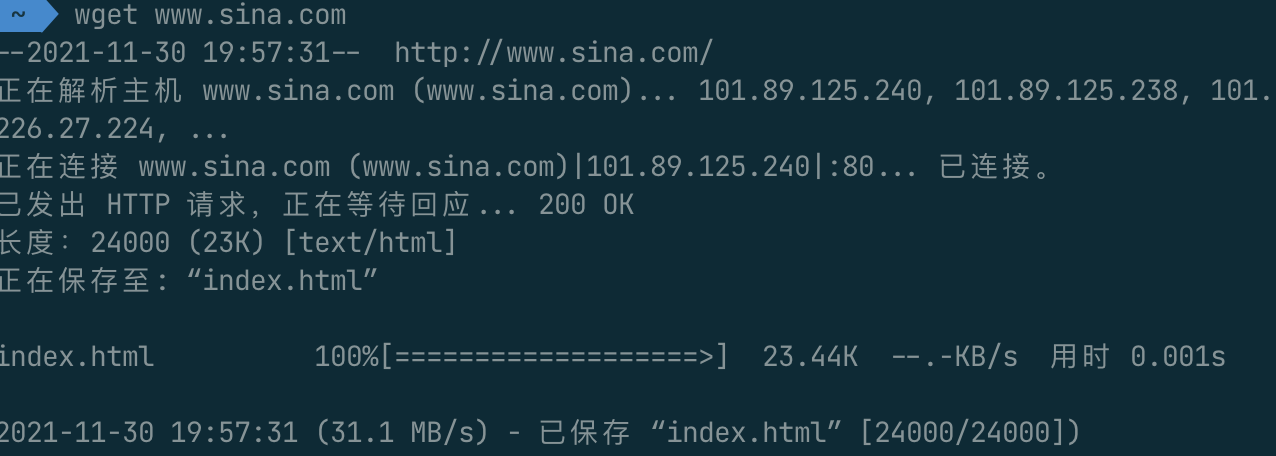 ~ wget www.sina.com
--2021-11-30 19:57:31--  http://www.sina.com/
正在解析主机 www.sina.com (www.sina.com)... 101.89.125.240, 101.89.125.238, 101.
226.27.224, ...
正在连接 www.sina.com (www.sina.com)|101.89.125.240|:80... 已连接。
已发出 HTTP 请求，正在等待回应... 200 OK
长度：24000 (23K) [text/html]
正在保存至: “index.html”
index.html          100%[===================>]  23.44K  --.-KB/s  用时 0.001s
2021-11-30 19:57:31 (31.1 MB/s) - 已保存 “index.html” [24000/24000])